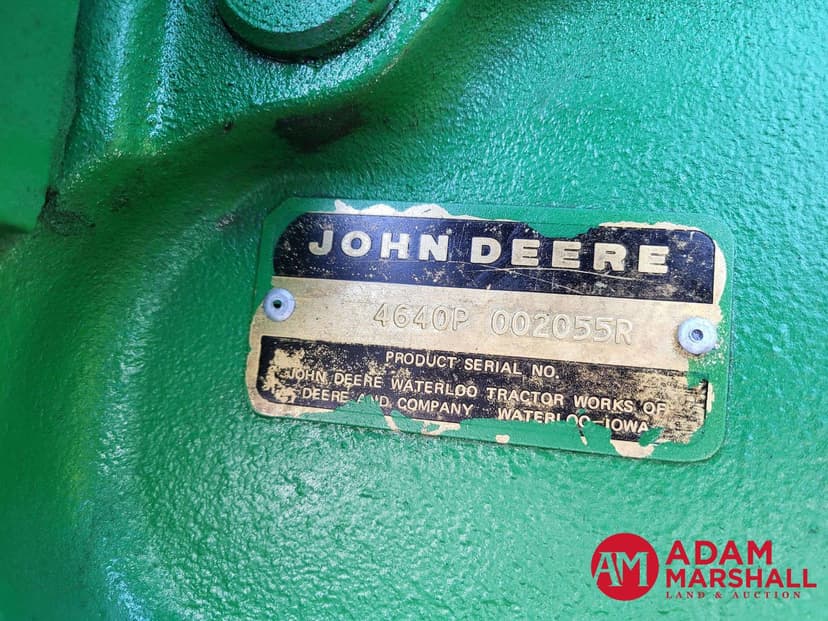 JOHN DEERE
4640P 002055R
PRODUCT SERIAL NO.
JOHN DEERE WATERLOO TRACTOR WORKS OF
DEERE AND COMPANY WATERLOO-IOWA
AM ADAM
MARSHALL
LAND & AUCTION